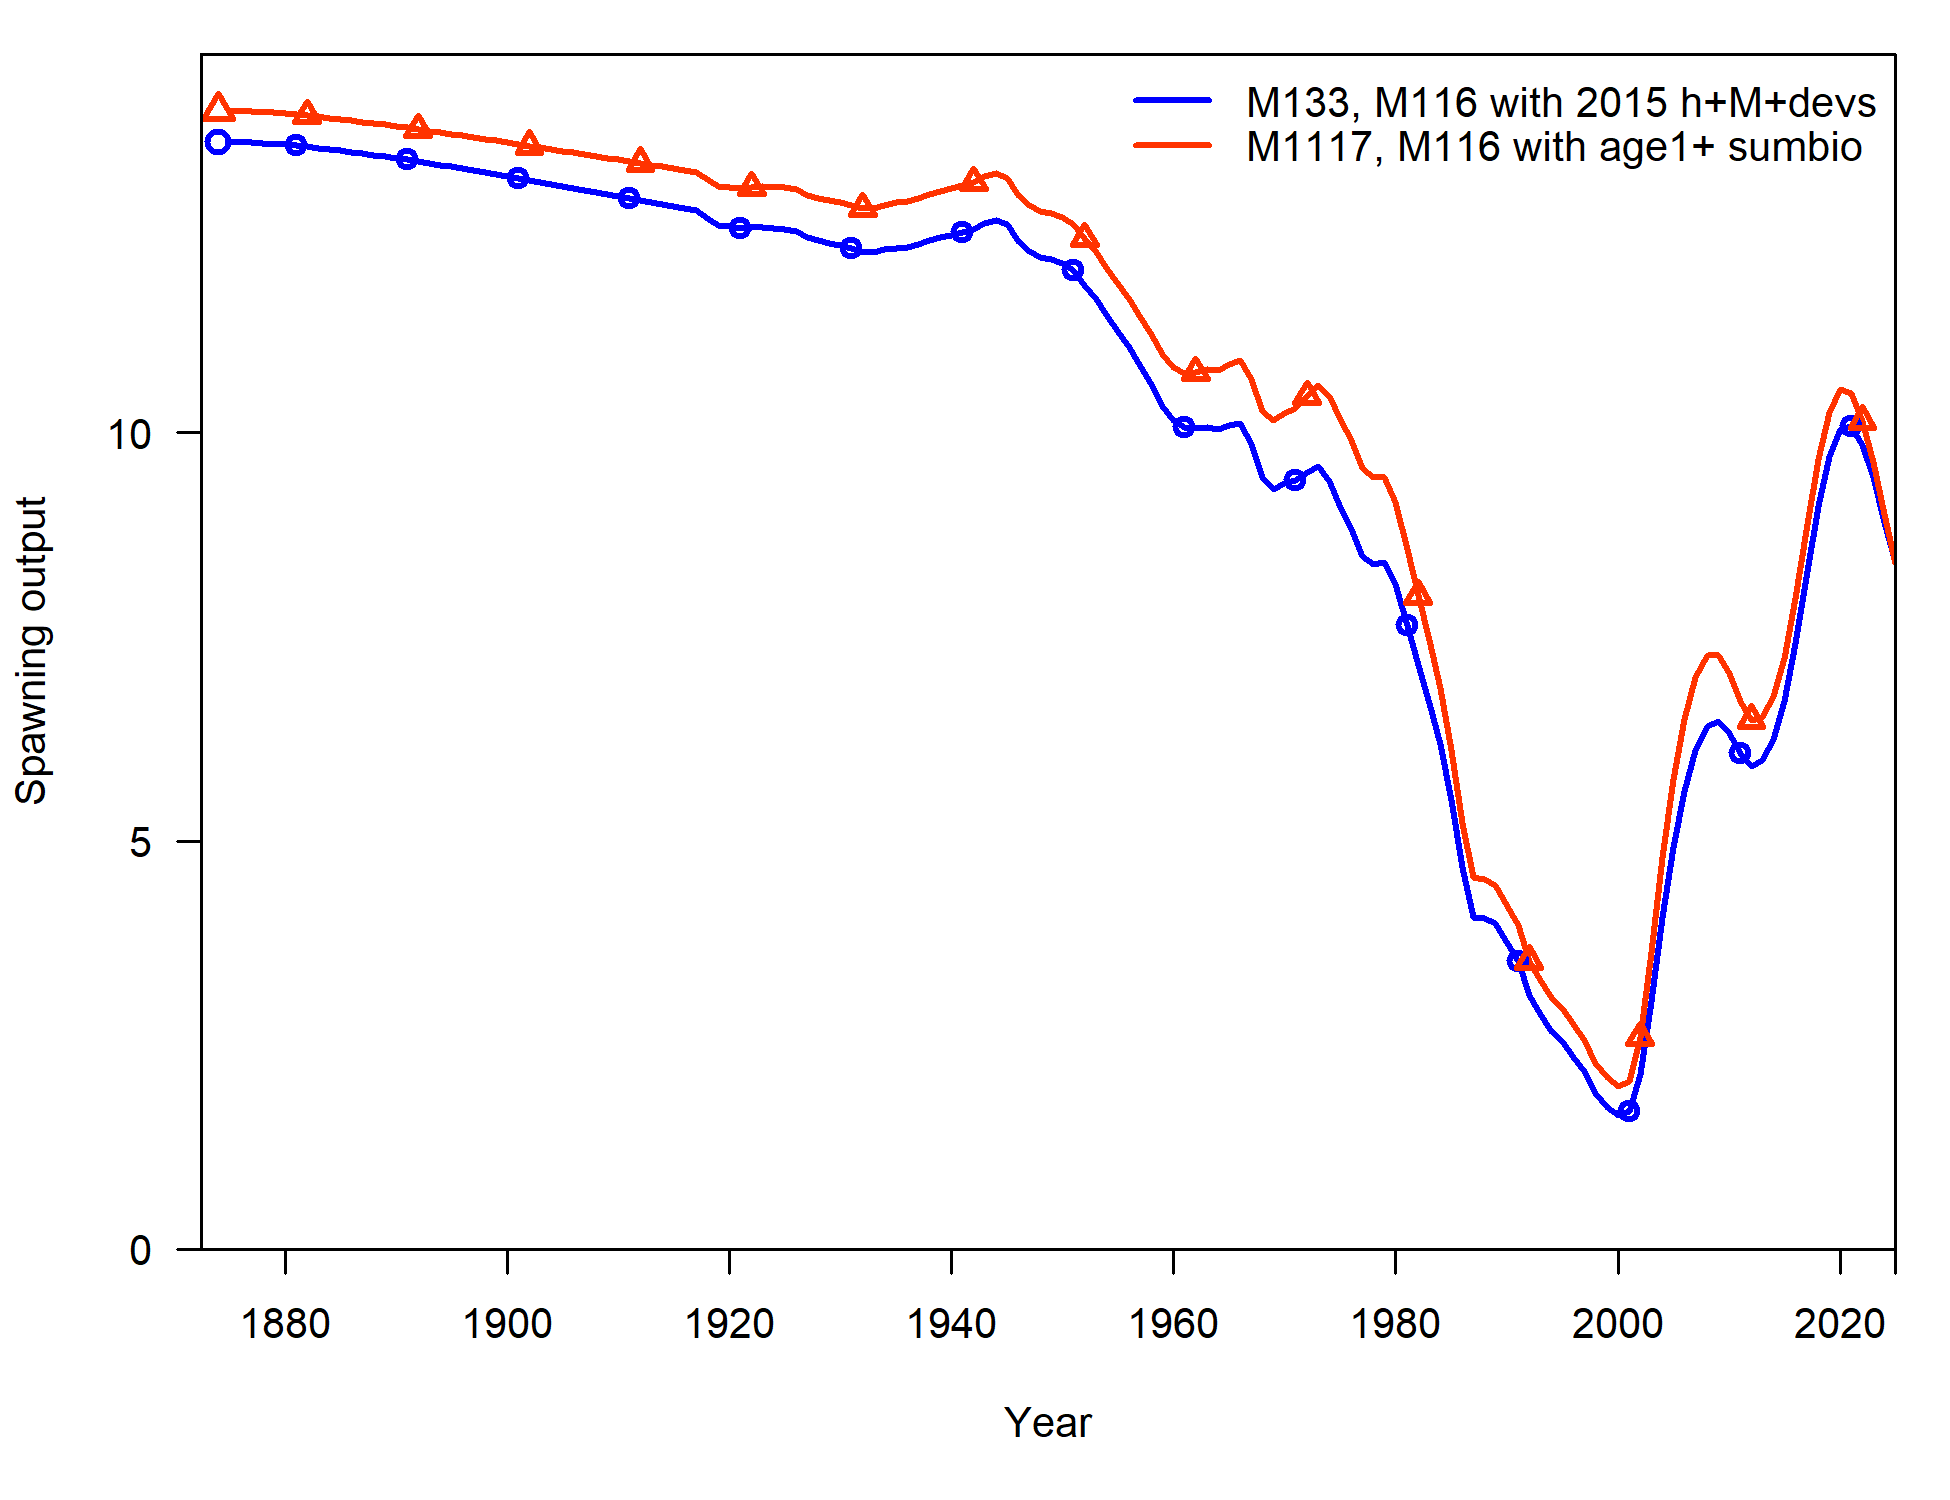 M133, M116 with 2015 h+M+devs
M1117, M116 with age1+ sumbio
Spawning output
10
5
0
1880 1900 1920 1940 1960 1980 2000 2020
Year